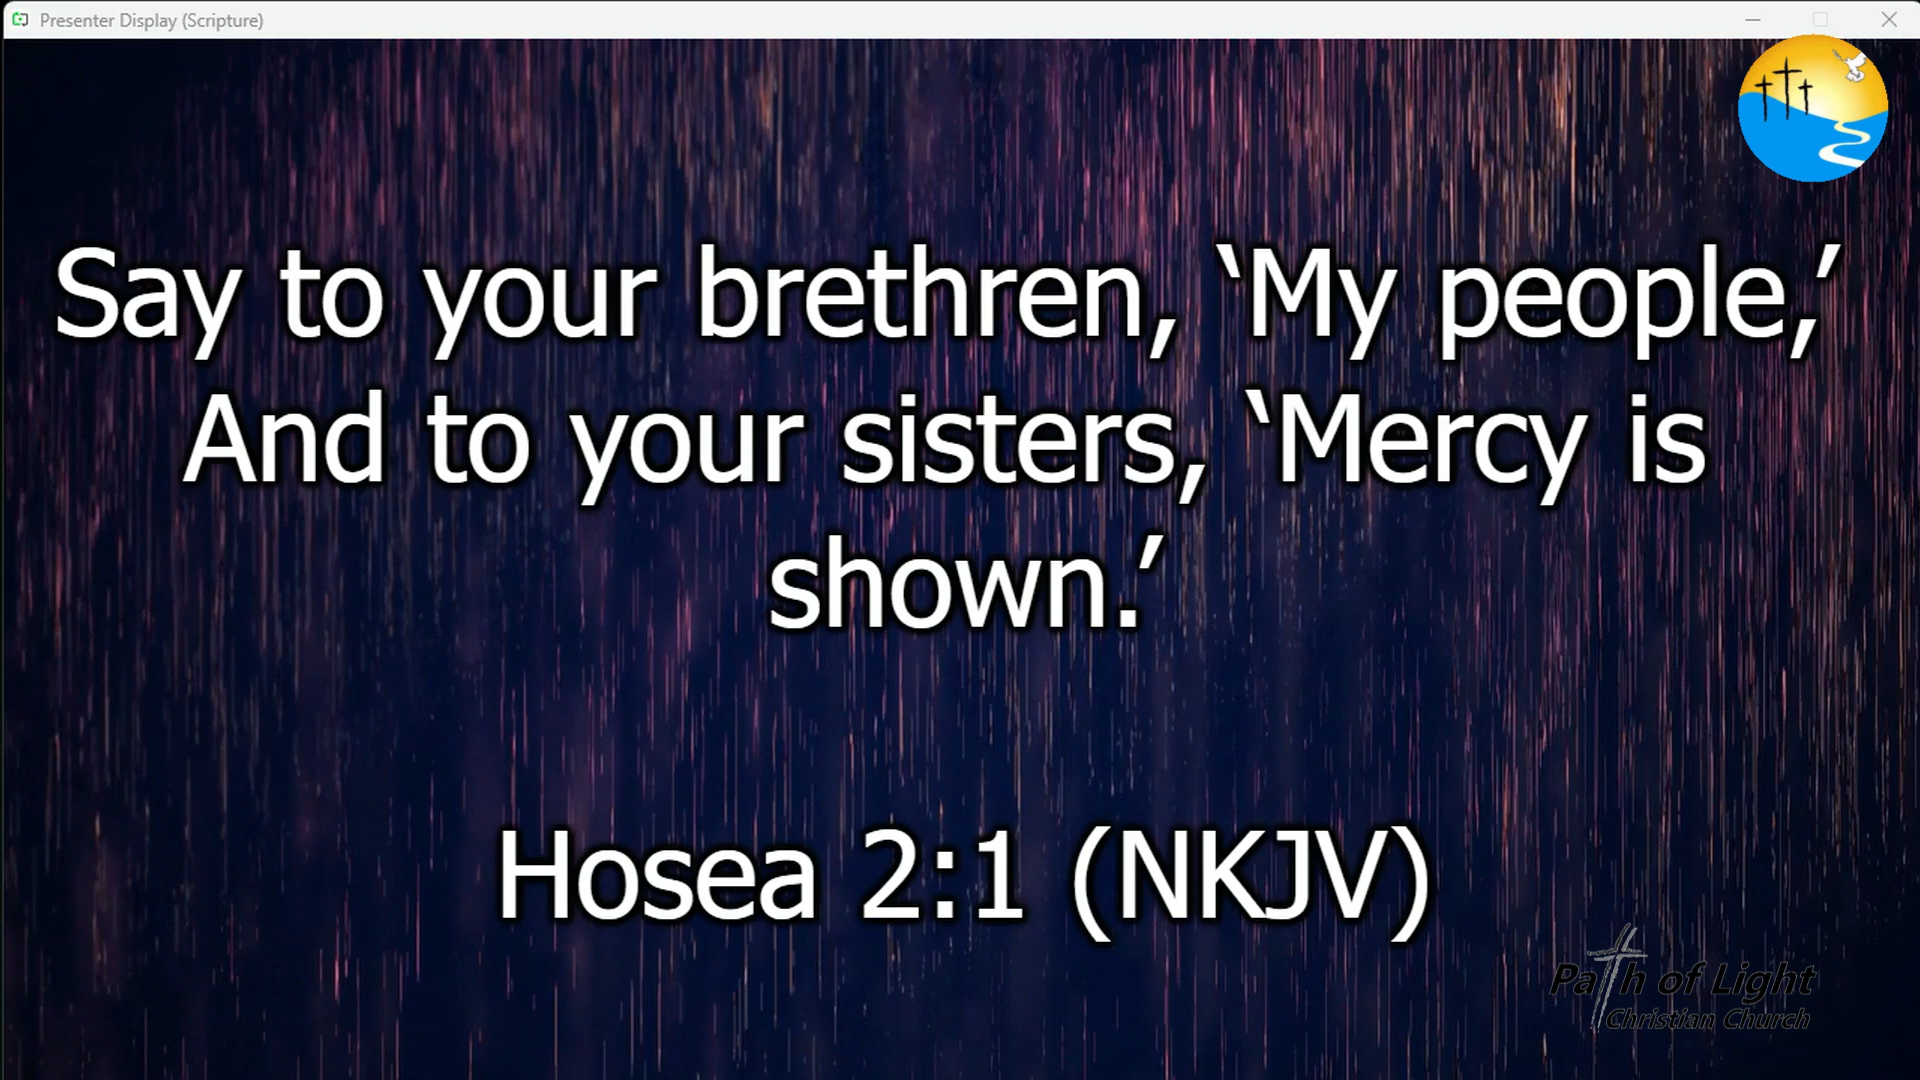 Presenter Display (Scripture)
Say to your brethren, ‘My people,’
And to your sisters, ‘Mercy is
shown.’
Hosea 2:1 (NKJV)
Path of Light
Christian Church